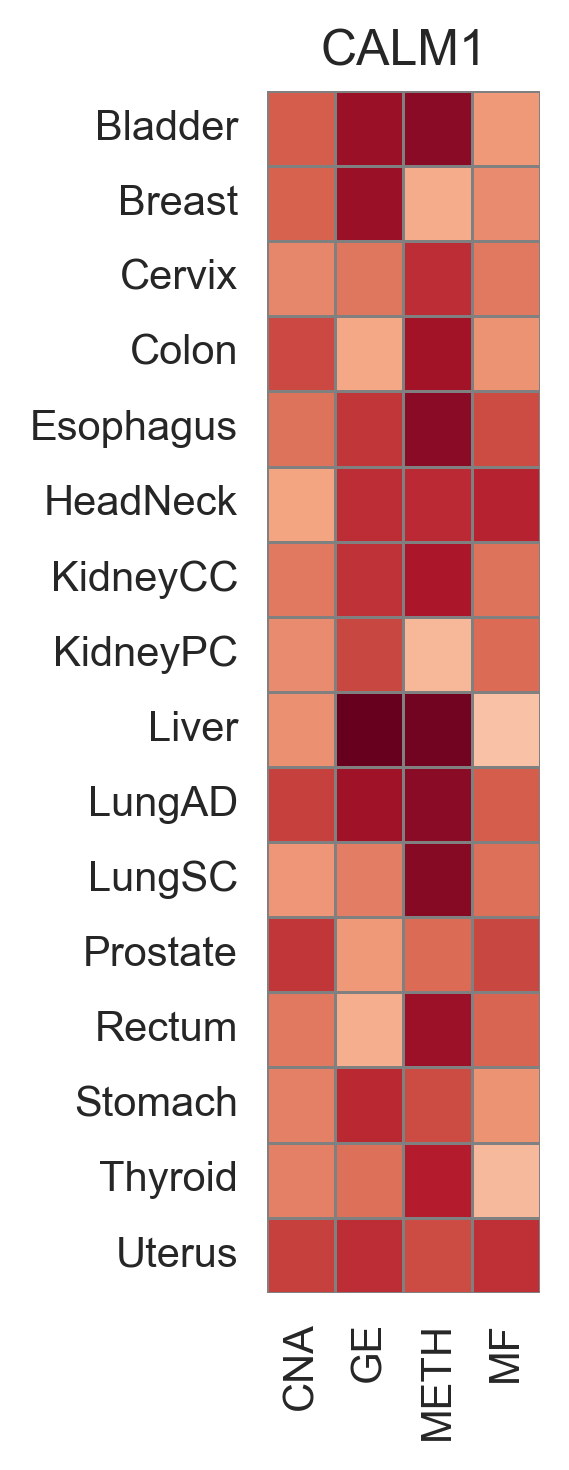 CALM1
Bladder
Breast
Cervix
Colon
Esophagus
HeadNeck
KidneyCC
KidneyPC
Liver
LungAD
LungSC
Prostate
Rectum
Stomach
Thyroid
Uterus
CNA
GE
METH
MF